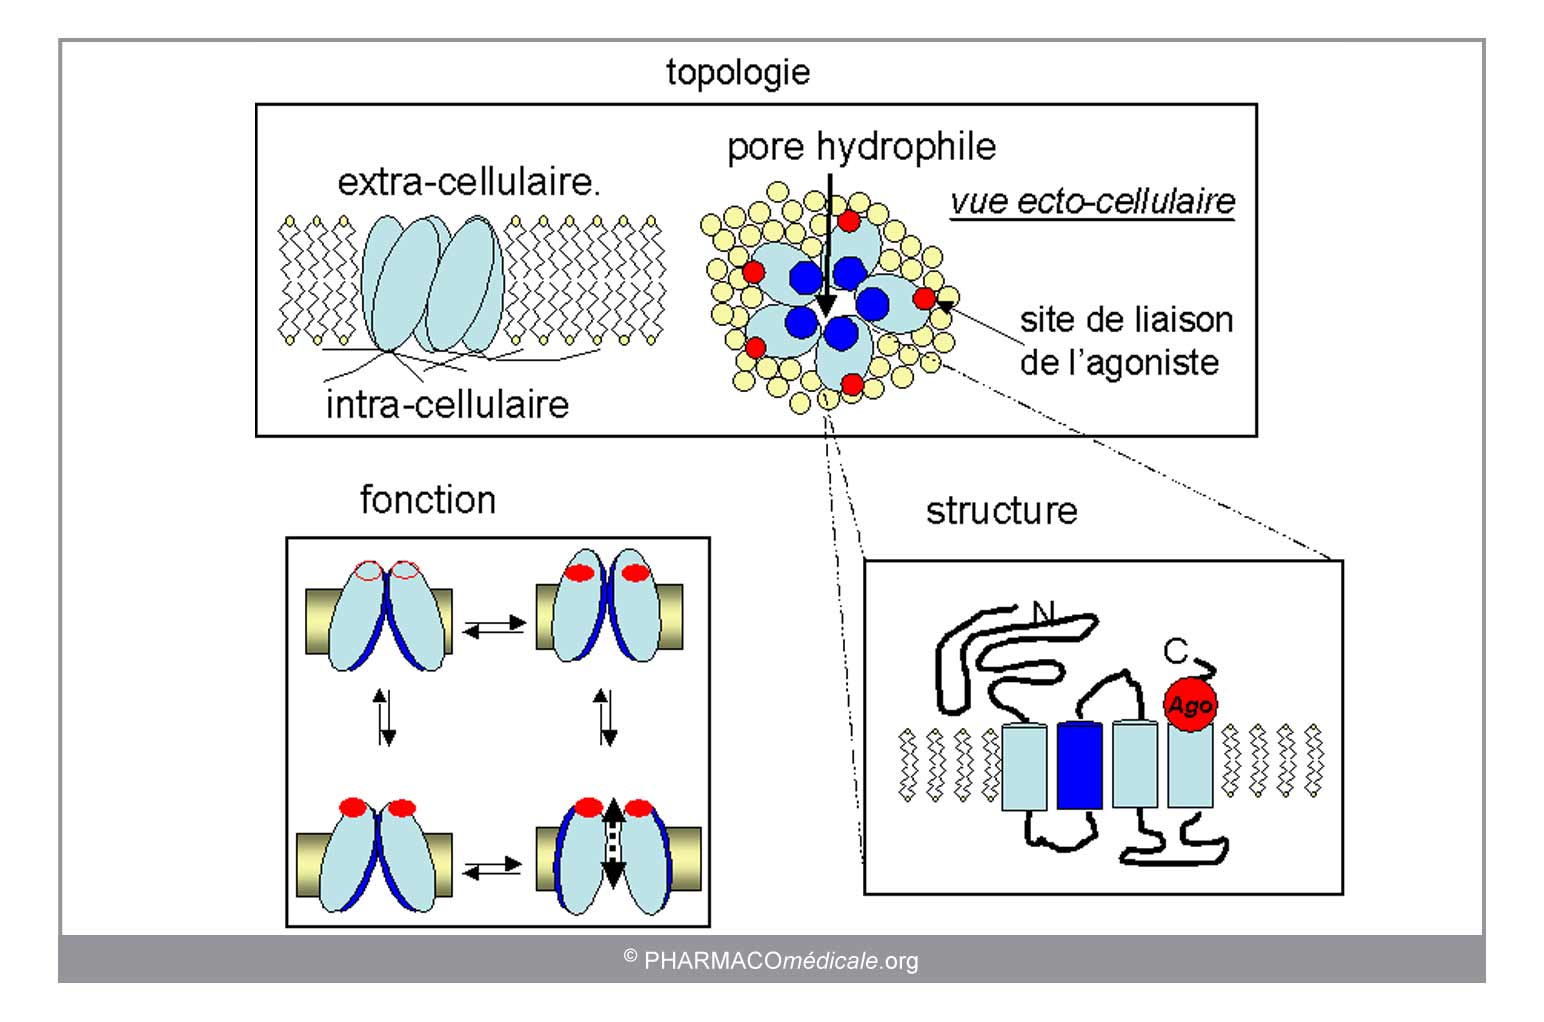 topologie
pore hydrophile
extra-cellulaire.
vue ecto-cellulaire
site de liaison
de l'agoniste
intra-cellulaire
fonction
structure
N
C
Ago
© PHARMACOmédicale.org